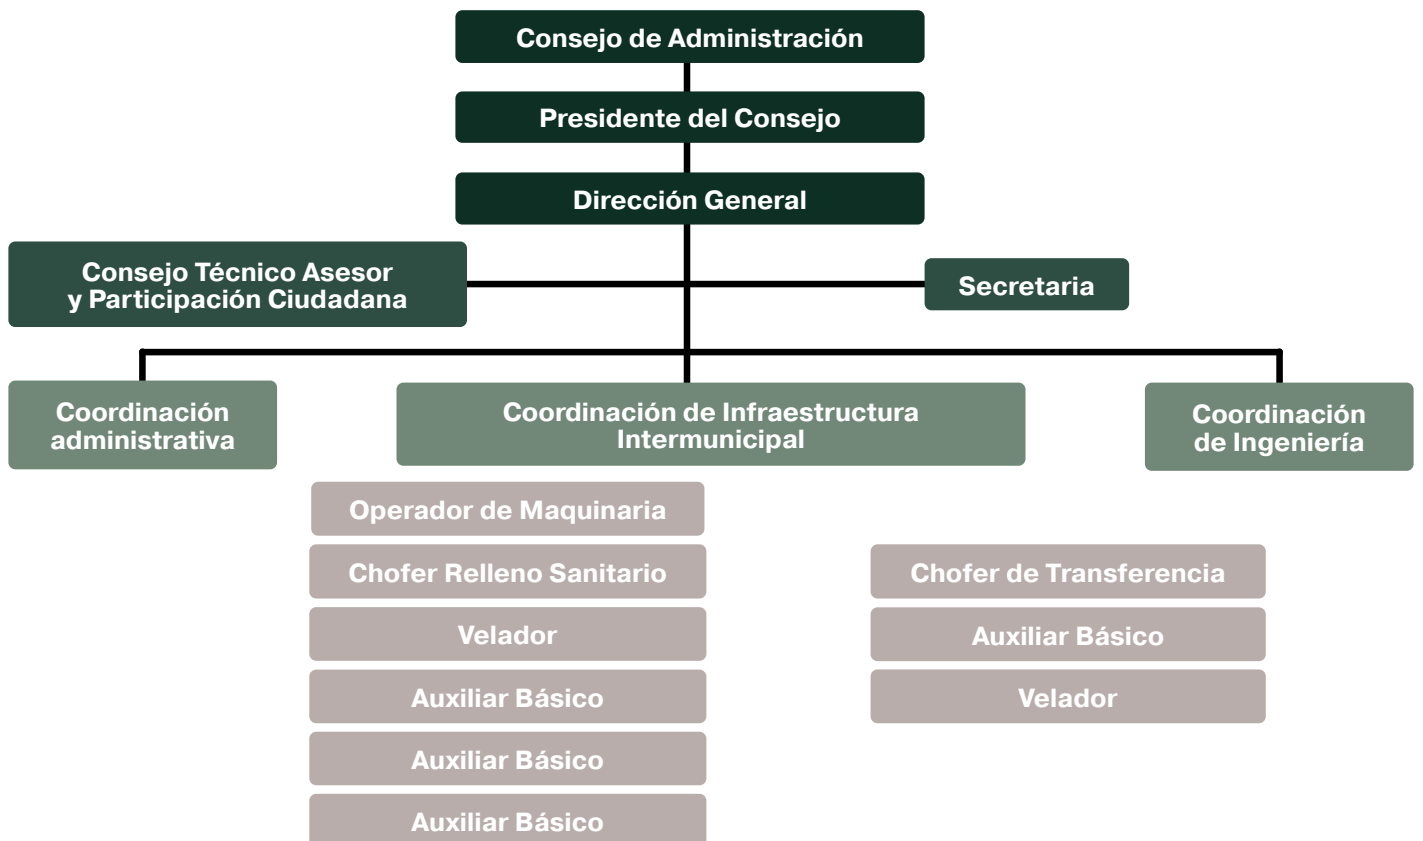 Consejo de Administración
Presidente del Consejo
Dirección General
Consejo Técnico Asesor
y Participación Ciudadana
Secretaria
Coordinación
administrativa
Coordinación de Infraestructura
Intermunicipal
Coordinación
de Ingeniería
Operador de Maquinaria
Chofer Relleno Sanitario
Velador
Auxiliar Básico
Auxiliar Básico
Auxiliar Básico
Chofer de Transferencia
Auxiliar Básico
Velador